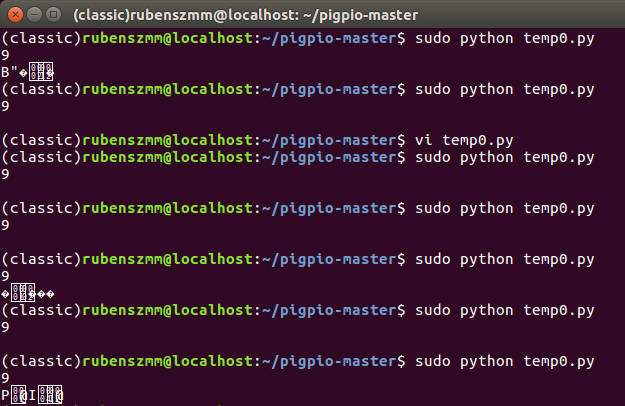 (classic)rubenszmm@localhost: ~/pigpio-master
(classic)rubenszmm@localhost:~/pigpio-master$ sudo python temp0.py
9
B"�
(classic)rubenszmm@localhost:~/pigpio-master$ sudo python temp0.py
9
(classic)rubenszmm@localhost:~/pigpio-master$ vi temp0.py
(classic)rubenszmm@localhost:~/pigpio-master$ sudo python temp0.py
9
(classic)rubenszmm@localhost:~/pigpio-master$ sudo python temp0.py
9
(classic)rubenszmm@localhost:~/pigpio-master$ sudo python temp0.py
9
���
(classic)rubenszmm@localhost:~/pigpio-master$ sudo python temp0.py
9
(classic)rubenszmm@localhost:~/pigpio-master$ sudo python temp0.py
9
P I